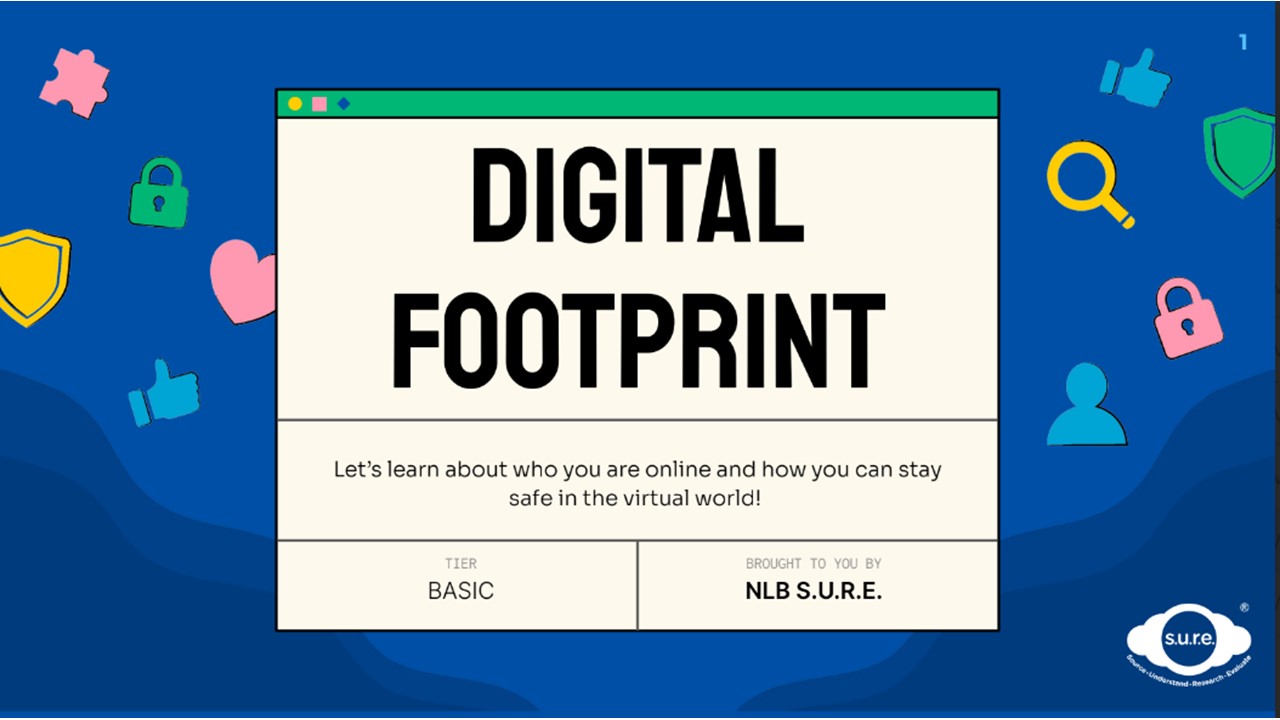 1
DIGITAL
FOOTPRINT
Let's learn about who you are online and how you can stay
safe in the virtual world!
TIER
BASIC
BROUGHT TO YOU BY
NLB S.U.R.E.
®
s.u.r.e.
Source·Understand·Research·Evaluate